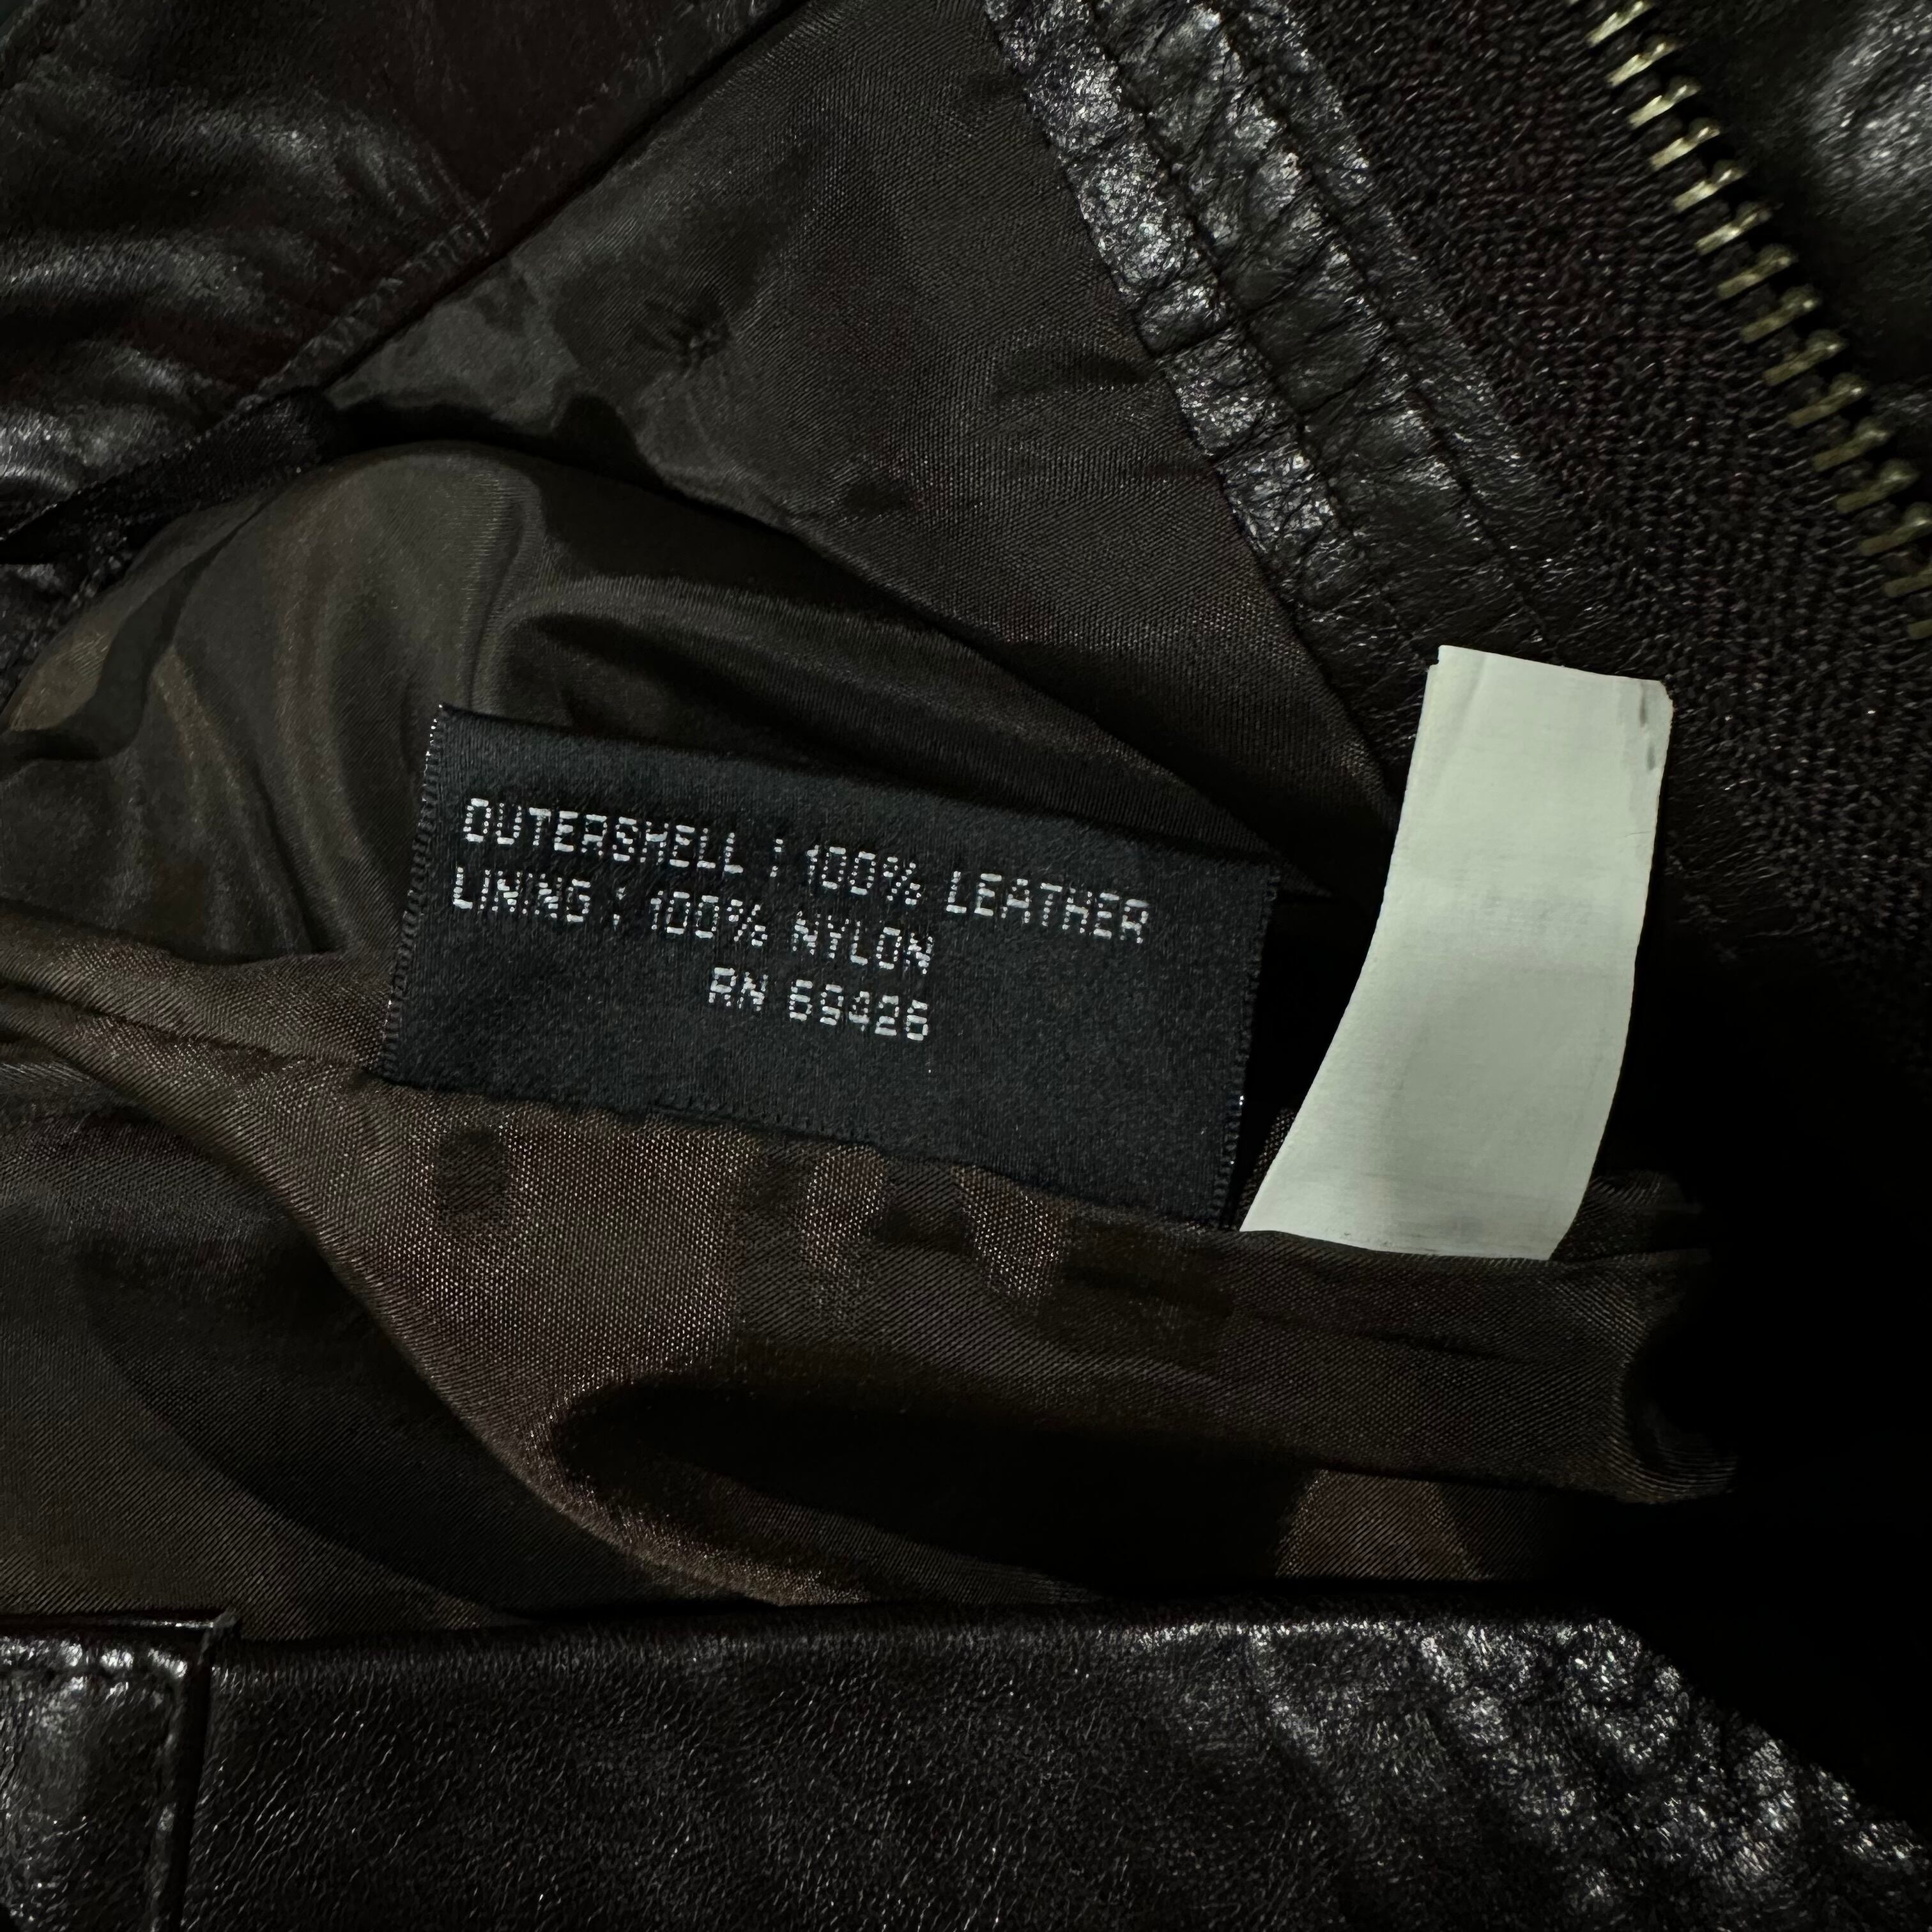 OUTERSHELL : 100% LEATHER
LINING : 100% NYLON
RN 69426